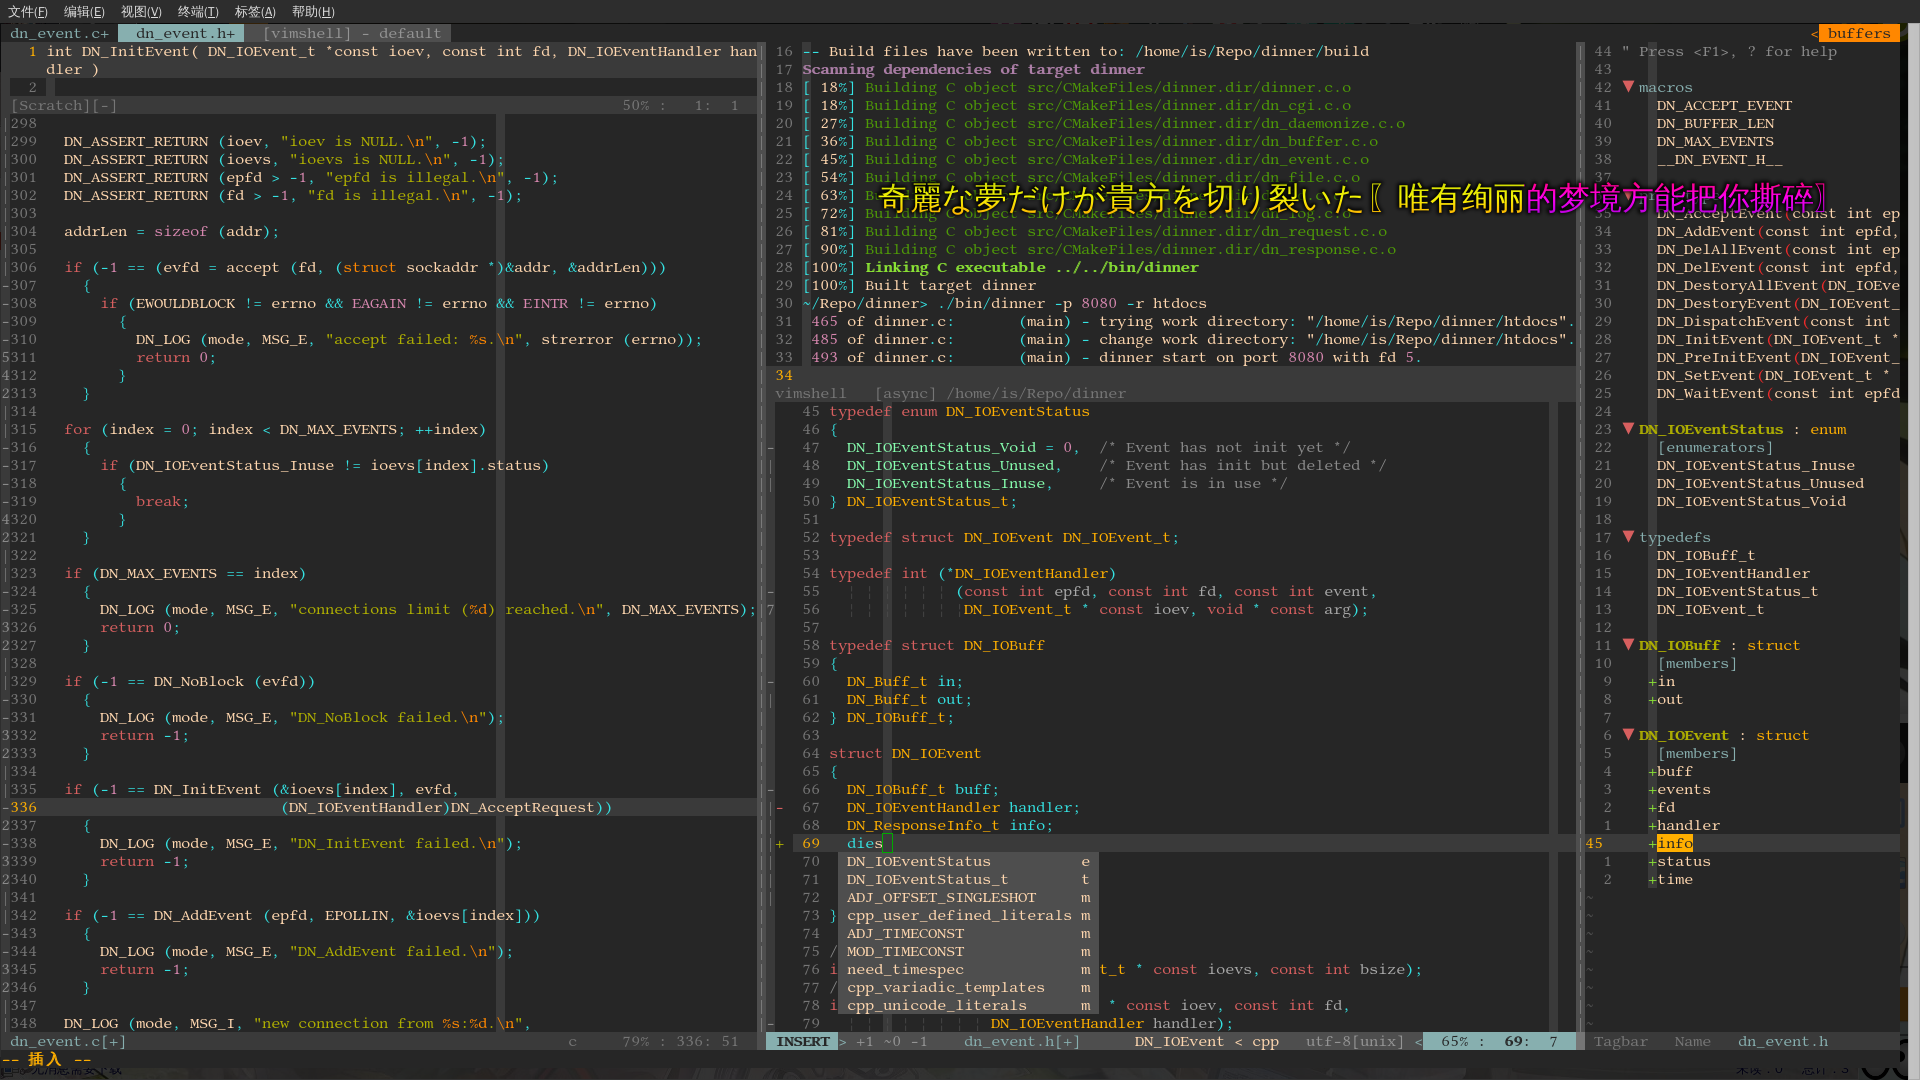 文件(F) 编辑(E) 视图(V) 终端(T) 标签(A) 帮助(H)
dn_event.c+ dn_event.h+ [vimshell] - default
< buffers
1 int DN_InitEvent( DN_IOEvent_t *const ioev, const int fd, DN_IOEventHandler han
dler )
2
[Scratch][-] 50% : 1: 1
298
299 DN_ASSERT_RETURN (ioev, "ioev is NULL.\n", -1);
300 DN_ASSERT_RETURN (ioevs, "ioevs is NULL.\n", -1);
301 DN_ASSERT_RETURN (epfd > -1, "epfd is illegal.\n", -1);
302 DN_ASSERT_RETURN (fd > -1, "fd is illegal.\n", -1);
303
304 addrLen = sizeof (addr);
305
306 if (-1 == (evfd = accept (fd, (struct sockaddr *)&addr, &addrLen)))
-307 {
-308 if (EWOULDBLOCK != errno && EAGAIN != errno && EINTR != errno)
-309 {
-310 DN_LOG (mode, MSG_E, "accept failed: %s.\n", strerror (errno));
5311 return 0;
4312 }
2313 }
314
315 for (index = 0; index < DN_MAX_EVENTS; ++index)
-316 {
-317 if (DN_IOEventStatus_Inuse != ioevs[index].status)
-318 {
-319 break;
4320 }
2321 }
322
323 if (DN_MAX_EVENTS == index)
-324 {
-325 DN_LOG (mode, MSG_E, "connections limit (%d) reached.\n", DN_MAX_EVENTS);
3326 return 0;
2327 }
328
329 if (-1 == DN_NoBlock (evfd))
-330 {
-331 DN_LOG (mode, MSG_E, "DN_NoBlock failed.\n");
3332 return -1;
2333 }
334
335 if (-1 == DN_InitEvent (&ioevs[index], evfd,
-336 (DN_IOEventHandler)DN_AcceptRequest))
2337 {
-338 DN_LOG (mode, MSG_E, "DN_InitEvent failed.\n");
3339 return -1;
2340 }
341
342 if (-1 == DN_AddEvent (epfd, EPOLLIN, &ioevs[index]))
-343 {
-344 DN_LOG (mode, MSG_E, "DN_AddEvent failed.\n");
3345 return -1;
2346 }
347
348 DN_LOG (mode, MSG_I, "new connection from %s:%d.\n",
dn_event.c[+] c 79% : 336: 51
-- 插入 --
16 -- Build files have been written to: /home/is/Repo/dinner/build
17 Scanning dependencies of target dinner
18 [ 18%] Building C object src/CMakeFiles/dinner.dir/dinner.c.o
19 [ 18%] Building C object src/CMakeFiles/dinner.dir/dn_cgi.c.o
20 [ 27%] Building C object src/CMakeFiles/dinner.dir/dn_daemonize.c.o
21 [ 36%] Building C object src/CMakeFiles/dinner.dir/dn_buffer.c.o
22 [ 45%] Building C object src/CMakeFiles/dinner.dir/dn_event.c.o
23 [ 54%] Building C object src/CMakeFiles/dinner.dir/dn_file.c.o
24 [ 63%]
奇麗な夢だけが貴方を切り裂いた〖唯有绚丽的梦境方能把你撕碎〗
25 [ 72%] Building C object src/CMakeFiles/dinner.dir/dn_log.c.o
26 [ 81%] Building C object src/CMakeFiles/dinner.dir/dn_request.c.o
27 [ 90%] Building C object src/CMakeFiles/dinner.dir/dn_response.c.o
28 [100%] Linking C executable ../../bin/dinner
29 [100%] Built target dinner
30 ~/Repo/dinner> ./bin/dinner -p 8080 -r htdocs
31 465 of dinner.c: (main) - trying work directory: "/home/is/Repo/dinner/htdocs".
32 485 of dinner.c: (main) - change work directory: "/home/is/Repo/dinner/htdocs".
33 493 of dinner.c: (main) - dinner start on port 8080 with fd 5.
34
vimshell [async] /home/is/Repo/dinner
45 typedef enum DN_IOEventStatus
46 {
- 47 DN_IOEventStatus_Void = 0, /* Event has not init yet */
48 DN_IOEventStatus_Unused, /* Event has init but deleted */
49 DN_IOEventStatus_Inuse, /* Event is in use */
50 } DN_IOEventStatus_t;
51
52 typedef struct DN_IOEvent DN_IOEvent_t;
53
54 typedef int (*DN_IOEventHandler)
- 55 (const int epfd, const int fd, const int event,
7 56 DN_IOEvent_t * const ioev, void * const arg);
57
58 typedef struct DN_IOBuff
59 {
- 60 DN_Buff_t in;
61 DN_Buff_t out;
62 } DN_IOBuff_t;
63
64 struct DN_IOEvent
65 {
- 66 DN_IOBuff_t buff;
- 67 DN_IOEventHandler handler;
68 DN_ResponseInfo_t info;
+ 69 dies
70 DN_IOEventStatus e
71 DN_IOEventStatus_t t
72 ADJ_OFFSET_SINGLESHOT m
73 } cpp_user_defined_literals m
74 ADJ_TIMECONST m
75 / MOD_TIMECONST m
76 i need_timespec m t_t * const ioevs, const int bsize);
77 / cpp_variadic_templates m
78 i cpp_unicode_literals m * const ioev, const int fd,
- 79 DN_IOEventHandler handler);
INSERT > +1 ~0 -1 dn_event.h[+] DN_IOEvent < cpp utf-8[unix] < 65% : 69: 7
44 " Press <F1>, ? for help
43
42 ▼ macros
41 DN_ACCEPT_EVENT
40 DN_BUFFER_LEN
39 DN_MAX_EVENTS
38 __DN_EVENT_H__
37
35 DN_AcceptEvent(const int ep
34 DN_AddEvent(const int epfd,
33 DN_DelAllEvent(const int ep
32 DN_DelEvent(const int epfd,
31 DN_DestoryAllEvent(DN_IOEve
30 DN_DestoryEvent(DN_IOEvent_
29 DN_DispatchEvent(const int
28 DN_InitEvent(DN_IOEvent_t *
27 DN_PreInitEvent(DN_IOEvent_
26 DN_SetEvent(DN_IOEvent_t *
25 DN_WaitEvent(const int epfd
24
23 ▼ DN_IOEventStatus : enum
22 [enumerators]
21 DN_IOEventStatus_Inuse
20 DN_IOEventStatus_Unused
19 DN_IOEventStatus_Void
18
17 ▼ typedefs
16 DN_IOBuff_t
15 DN_IOEventHandler
14 DN_IOEventStatus_t
13 DN_IOEvent_t
12
11 ▼ DN_IOBuff : struct
10 [members]
9 +in
8 +out
7
6 ▼ DN_IOEvent : struct
5 [members]
4 +buff
3 +events
2 +fd
1 +handler
45 +info
1 +status
2 +time
~
~
~
~
~
~
~
~
Tagbar Name dn_event.h